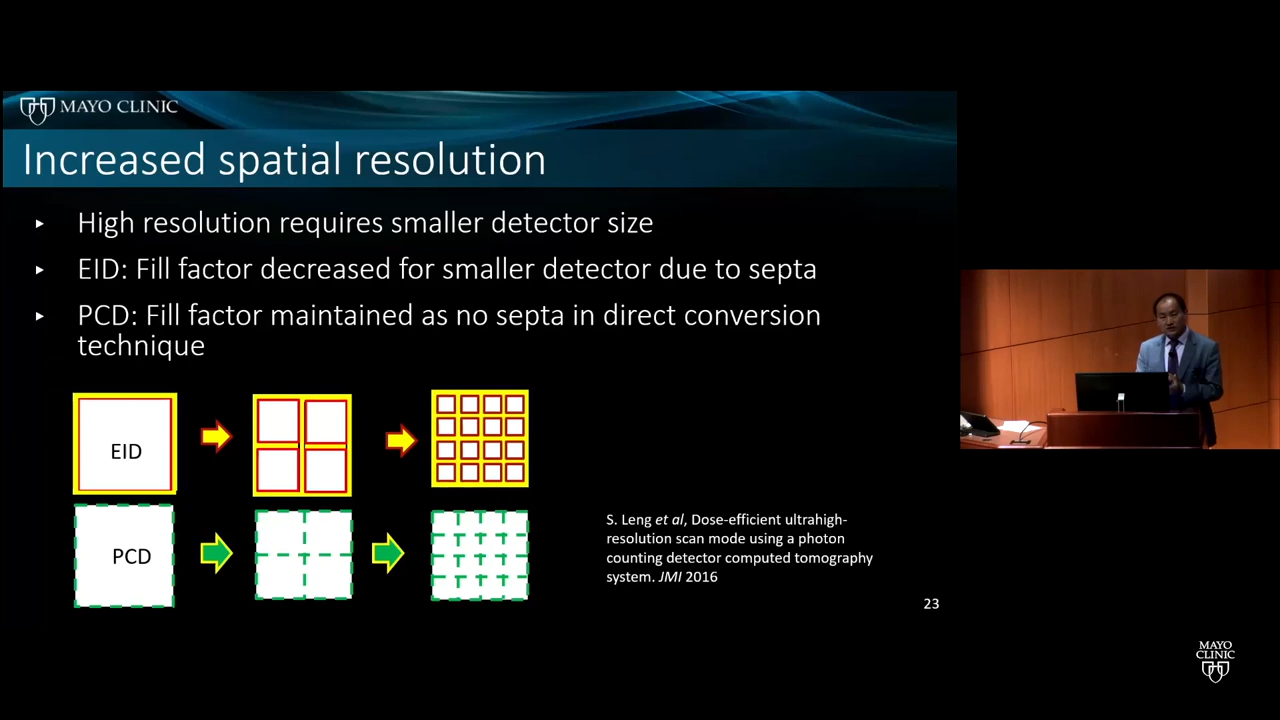 MAYO CLINIC
Increased spatial resolution
High resolution requires smaller detector size
EID: Fill factor decreased for smaller detector due to septa
PCD: Fill factor maintained as no septa in direct conversion
technique
EID
PCD
S. Leng et al, Dose-efficient ultrahigh-
resolution scan mode using a photon
counting detector computed tomography
system. JMI 2016
23
MAYO
CLINIC